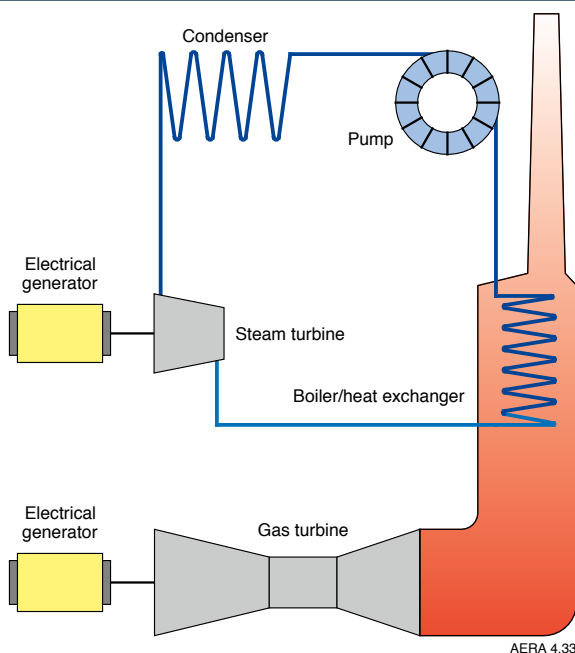 Condenser
Pump
Electrical
generator
Steam turbine
Boiler/heat exchanger
Electrical
generator
Gas turbine
AERA 4.33